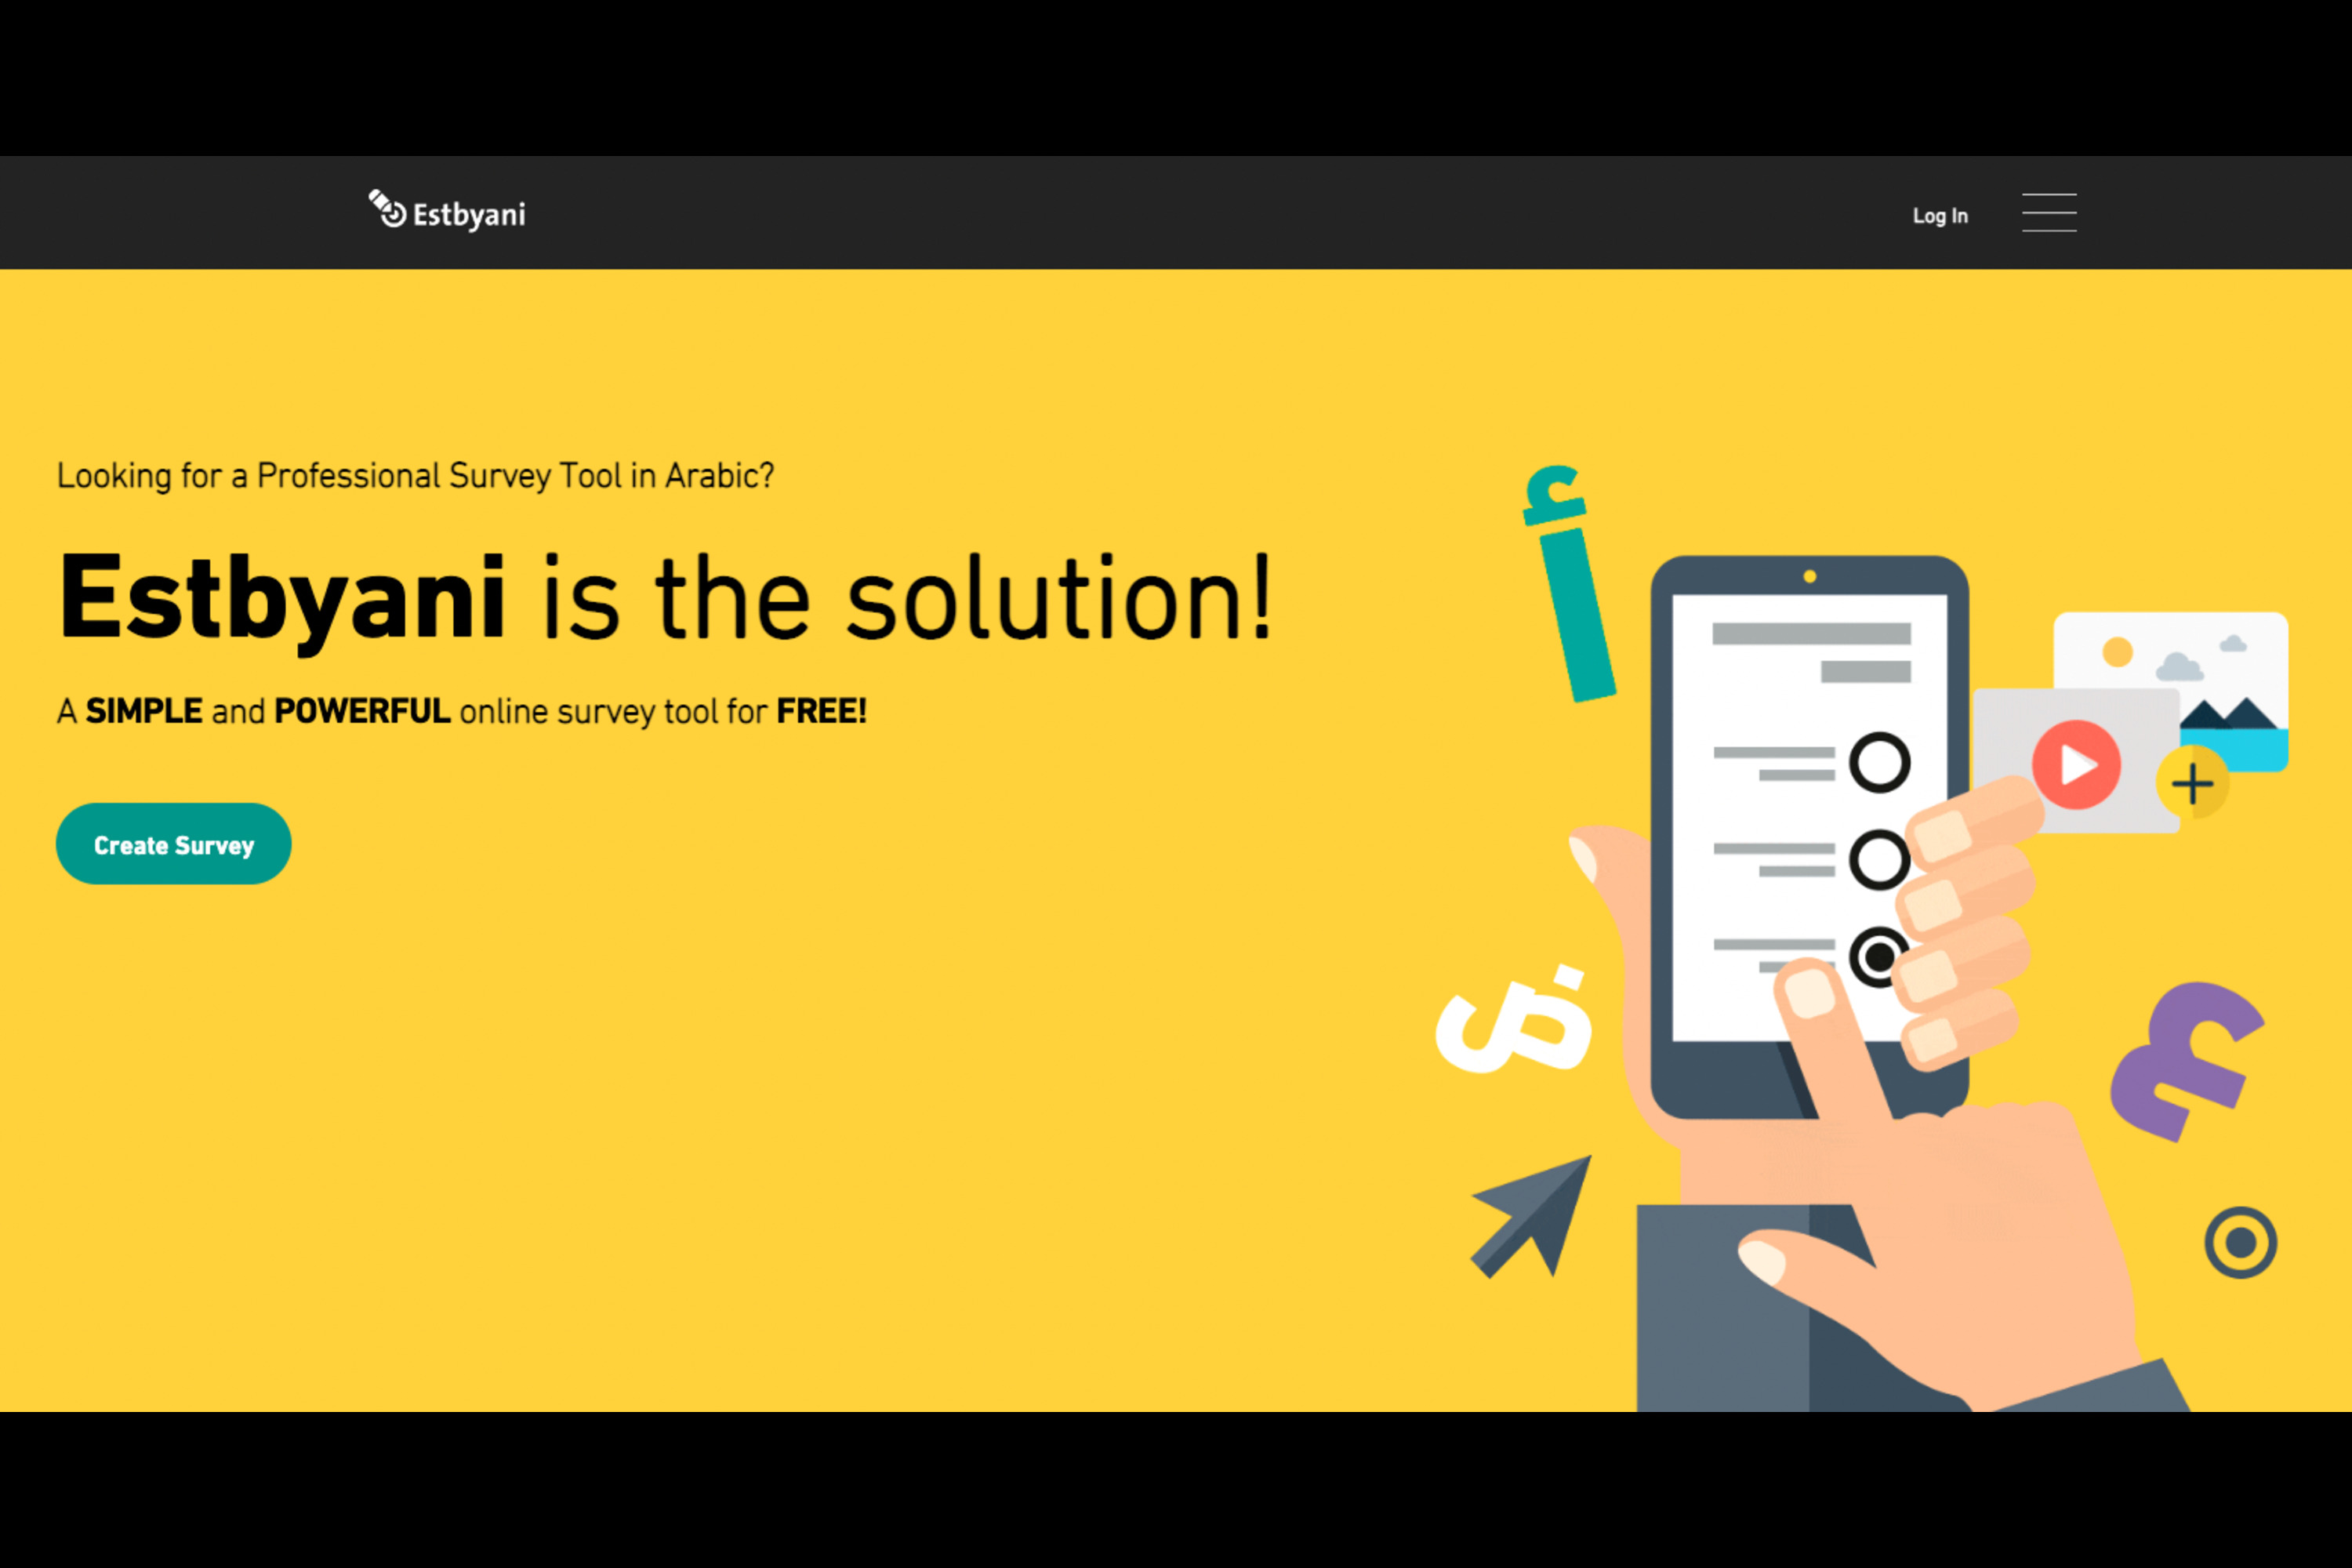 Estbyani
Log In
Looking for a Professional Survey Tool in Arabic?
Estbyani is the solution!
A SIMPLE and POWERFUL online survey tool for FREE!
Create Survey
أ
ض
ع